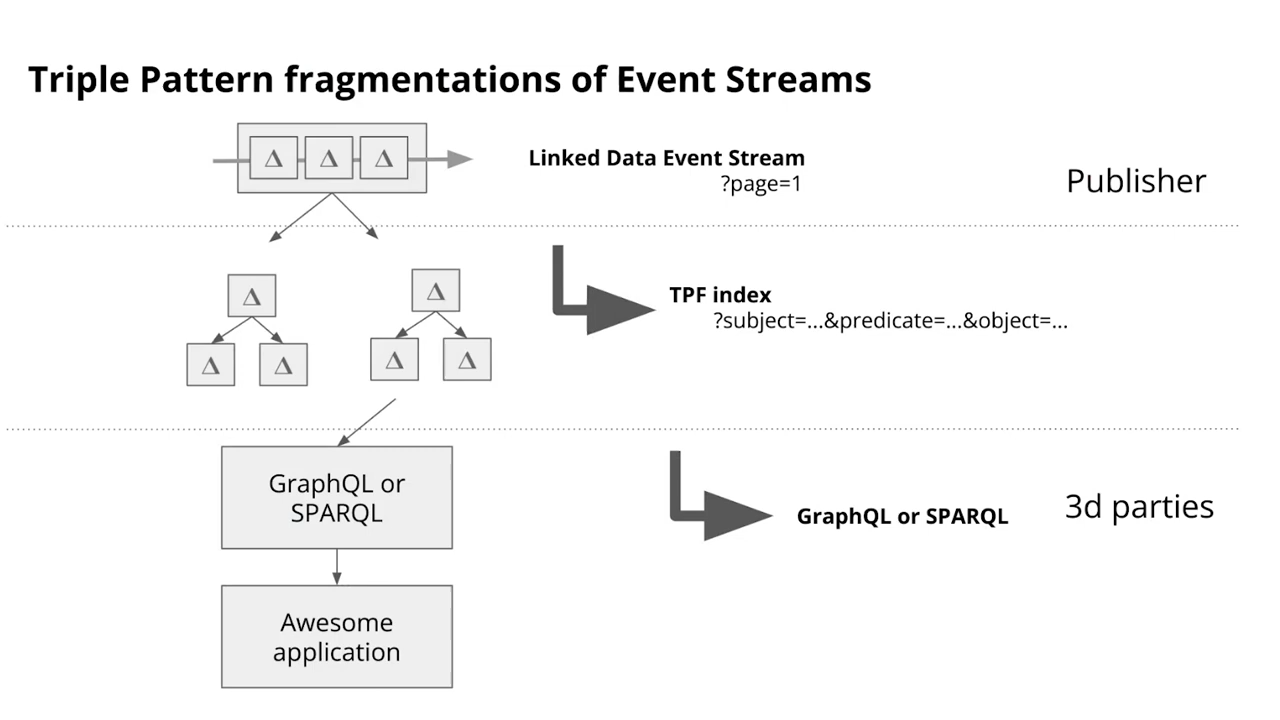 Triple Pattern fragmentations of Event Streams
Δ Δ Δ
Linked Data Event Stream
?page=1
Publisher
Δ
Δ Δ
Δ
Δ Δ
TPF index
?subject=...&predicate=...&object=...
GraphQL or
SPARQL
GraphQL or SPARQL
3d parties
Awesome
application